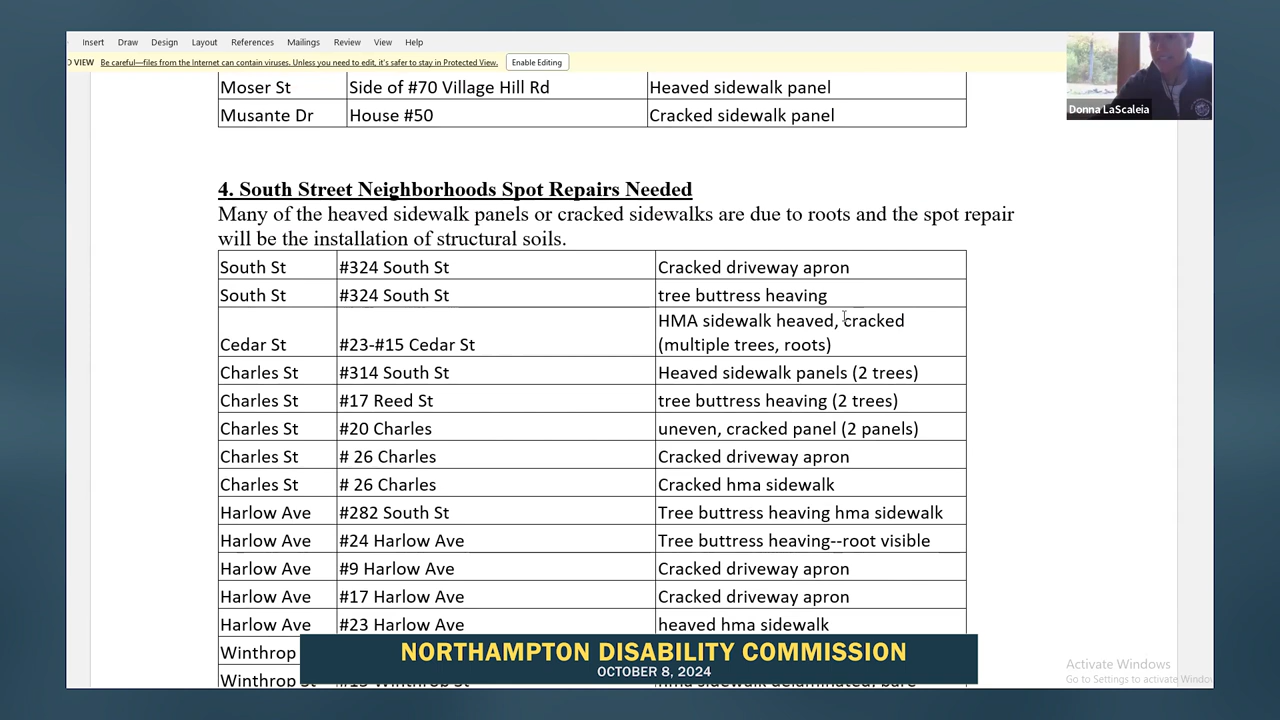 Insert Draw Design Layout References Mailings Review View Help
VIEW Be careful—files from the Internet can contain viruses. Unless you need to edit, it's safer to stay in Protected View. Enable Editing
Donna LaScaleia
Moser St Side of #70 Village Hill Rd Heaved sidewalk panel
Musante Dr House #50 Cracked sidewalk panel
4. South Street Neighborhoods Spot Repairs Needed
Many of the heaved sidewalk panels or cracked sidewalks are due to roots and the spot repair
will be the installation of structural soils.
South St #324 South St Cracked driveway apron
South St #324 South St tree buttress heaving
HMA sidewalk heaved, cracked
Cedar St #23-#15 Cedar St (multiple trees, roots)
Charles St #314 South St Heaved sidewalk panels (2 trees)
Charles St #17 Reed St tree buttress heaving (2 trees)
Charles St #20 Charles uneven, cracked panel (2 panels)
Charles St # 26 Charles Cracked driveway apron
Charles St # 26 Charles Cracked hma sidewalk
Harlow Ave #282 South St Tree buttress heaving hma sidewalk
Harlow Ave #24 Harlow Ave Tree buttress heaving--root visible
Harlow Ave #9 Harlow Ave Cracked driveway apron
Harlow Ave #17 Harlow Ave Cracked driveway apron
Harlow Ave #23 Harlow Ave heaved hma sidewalk
Winthrop
Winthrop
NORTHAMPTON DISABILITY COMMISSION
OCTOBER 8, 2024
Activate Windows
Go to Settings to activate